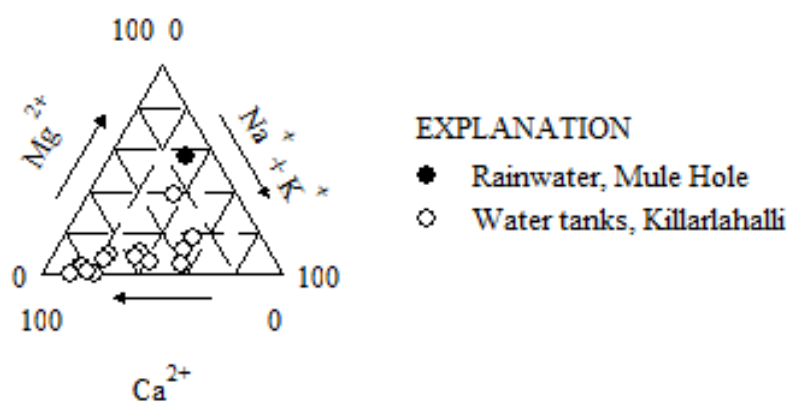 100 0
Mg2+
Na+ + K+
EXPLANATION
Rainwater, Mule Hole
Water tanks, Killarlahalli
0 100
100 0
Ca2+